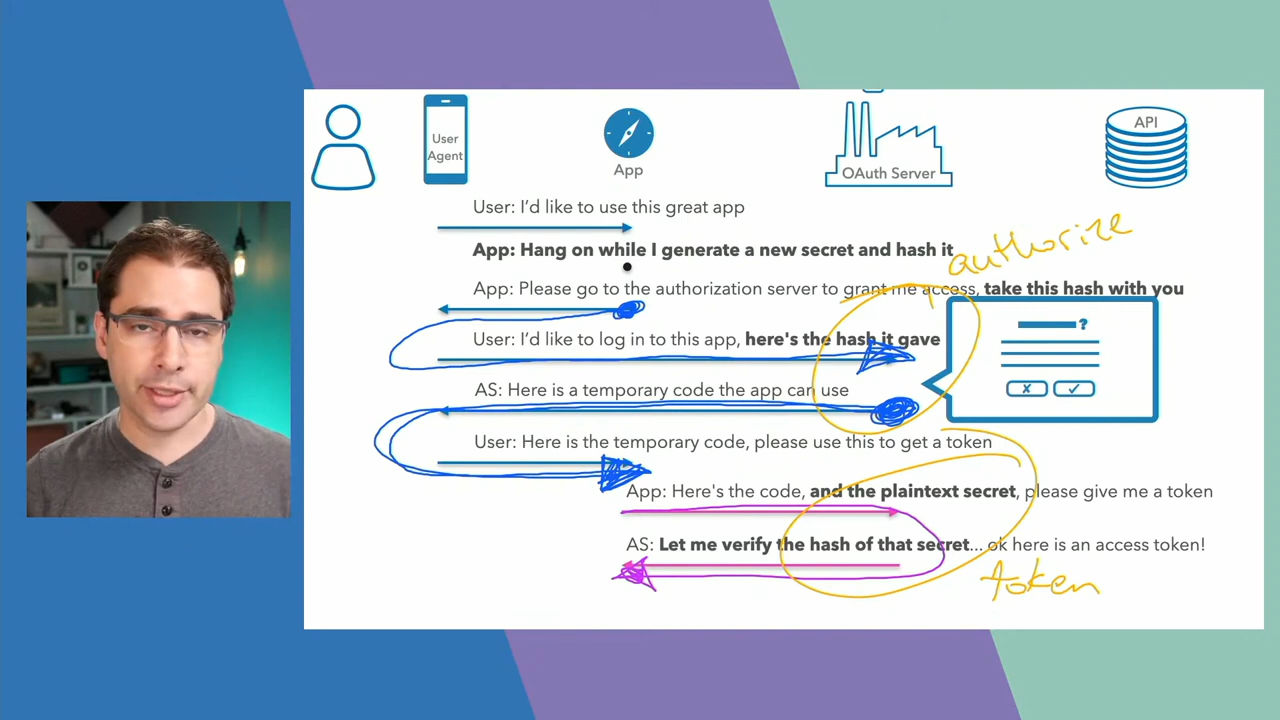 User
Agent
App
OAuth Server
API
User: I'd like to use this great app
App: Hang on while I generate a new secret and hash it
authorize
App: Please go to the authorization server to grant me access, take this hash with you
?
User: I'd like to log in to this app, here's the hash it gave
AS: Here is a temporary code the app can use
User: Here is the temporary code, please use this to get a token
App: Here's the code, and the plaintext secret, please give me a token
AS: Let me verify the hash of that secret... ok here is an access token!
token